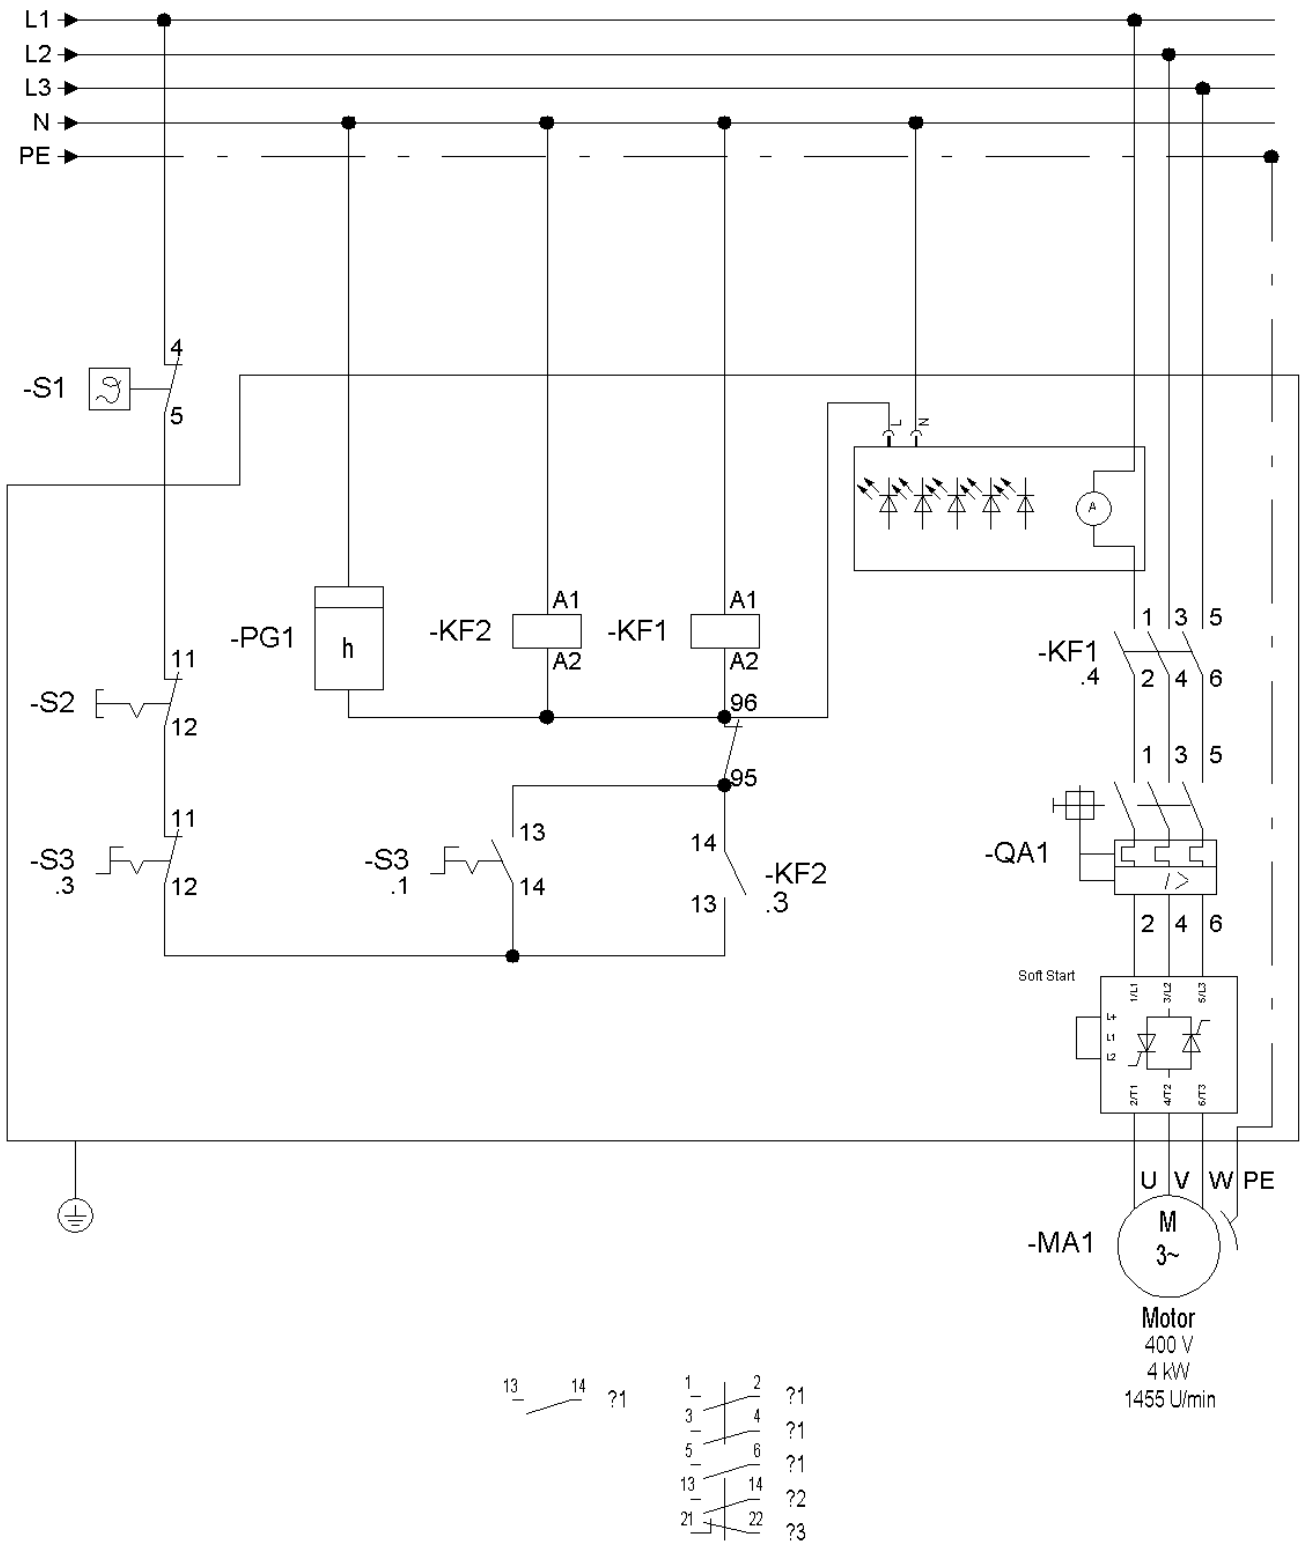 L1
L2
L3
N
PE
4
-S1
5
L N
A
A1 A1 1 3 5
-PG1 h -KF2 -KF1 -KF1
A2 A2 .4 2 4 6
11
-S2
12
96
95
1 3 5
11
-S3
.3 12
13
-S3
.1 14
14
-KF2
13 .3
-QA1
I >
2 4 6
Soft Start
1/L1 3/L2 5/L3
L+
L1
L2
2/T1 4/T2 6/T3
U V W PE
-MA1
M
3~
Motor
400 V
4 kW
1455 U/min
13 14 ?1
1 2 ?1
3 4 ?1
5 6 ?1
13 14 ?2
21 22 ?3